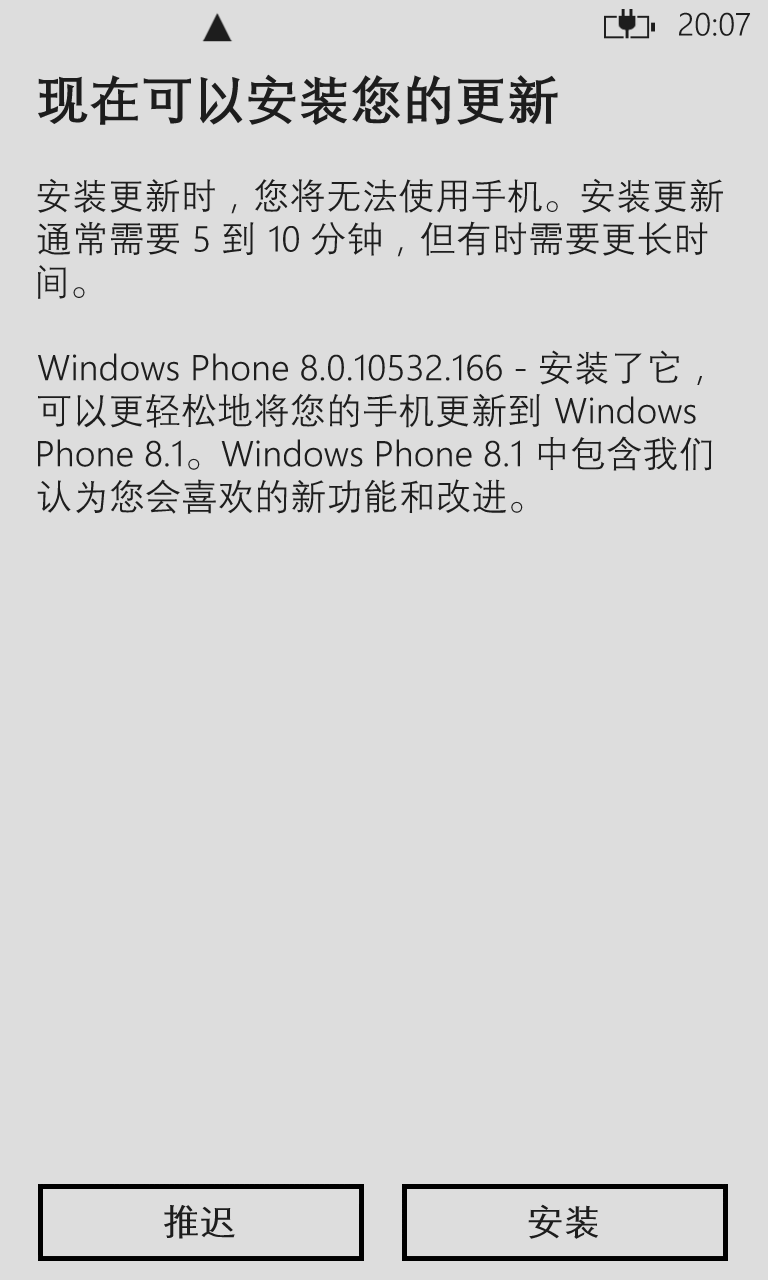 20:07
现在可以安装您的更新
安装更新时，您将无法使用手机。安装更新
通常需要 5 到 10 分钟，但有时需要更长时
间。
Windows Phone 8.0.10532.166 - 安装了它，
可以更轻松地将您的手机更新到 Windows
Phone 8.1。Windows Phone 8.1 中包含我们
认为您会喜欢的新功能和改进。
推迟
安装